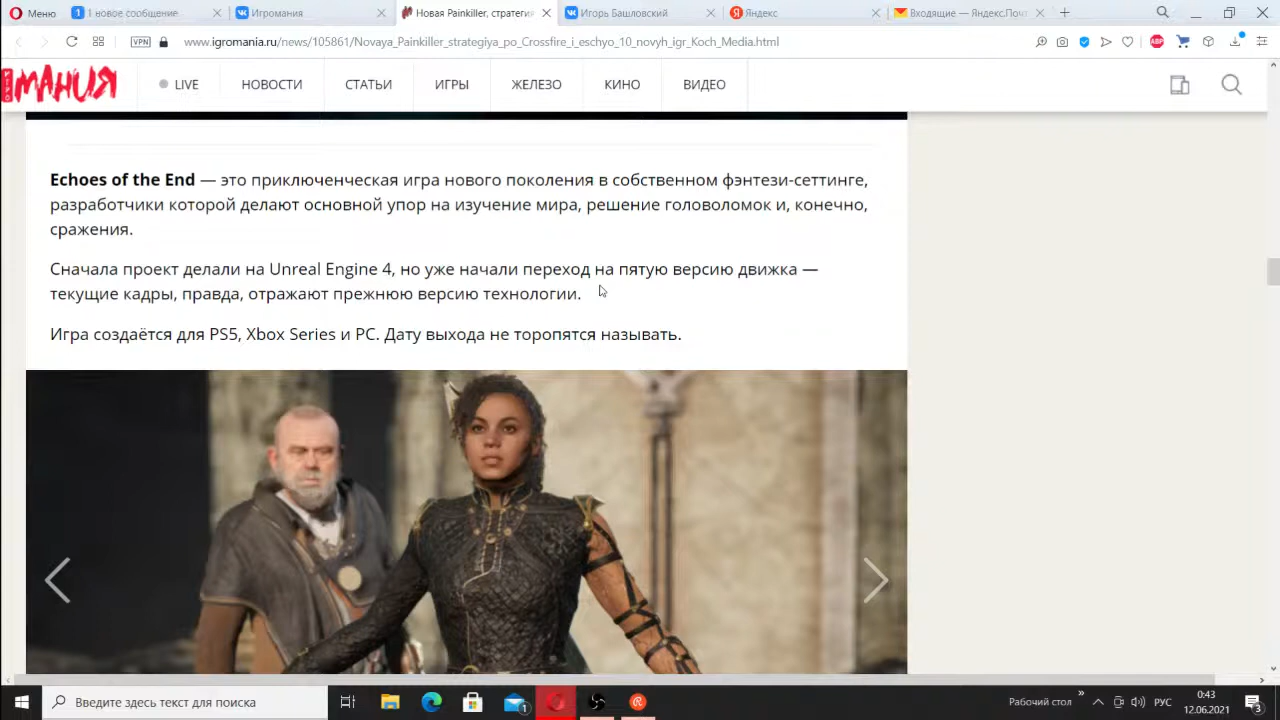 Меню
1 новое сообщение
Игромания
Новая Painkiller, стратеги
Игорь Башловский
Яндекс
Входящие — Яндекс.Почт
VPN
www.igromania.ru/news/105861/Novaya_Painkiller_strategiya_po_Crossfire_i_eschyo_10_novyh_igr_Koch_Media.html
ABP
ИГРО МАНИЯ
LIVE
НОВОСТИ
СТАТЬИ
ИГРЫ
ЖЕЛЕЗО
КИНО
ВИДЕО
Echoes of the End — это приключенческая игра нового поколения в собственном фэнтези-сеттинге,
разработчики которой делают основной упор на изучение мира, решение головоломок и, конечно,
сражения.
Сначала проект делали на Unreal Engine 4, но уже начали переход на пятую версию движка —
текущие кадры, правда, отражают прежнюю версию технологии.
Игра создаётся для PS5, Xbox Series и PC. Дату выхода не торопятся называть.
Введите здесь текст для поиска
1
Рабочий стол
РУС
0:43
12.06.2021
3